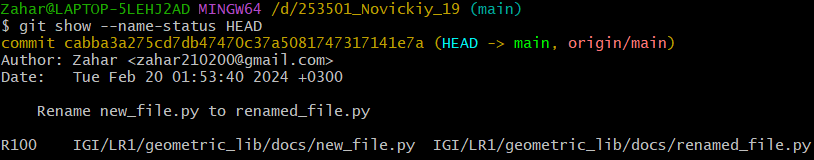 Zahar@LAPTOP-5LEHJ2AD MINGW64 /d/253501_Novickiy_19 (main)
$ git show --name-status HEAD
commit cabba3a275cd7db47470c37a5081747317141e7a (HEAD -> main, origin/main)
Author: Zahar <zahar210200@gmail.com>
Date:   Tue Feb 20 01:53:40 2024 +0300
    Rename new_file.py to renamed_file.py
R100    IGI/LR1/geometric_lib/docs/new_file.py  IGI/LR1/geometric_lib/docs/renamed_file.py